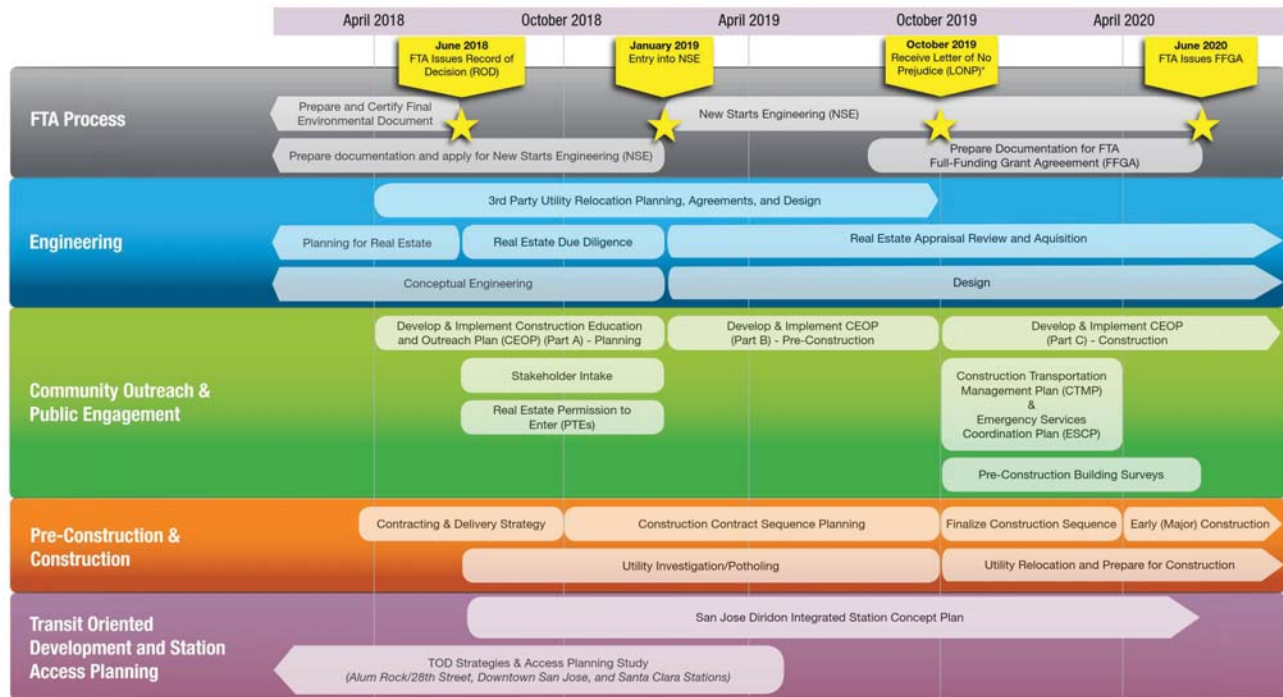 April 2018
October 2018
April 2019
October 2019
April 2020
June 2018
FTA Issues Record of
Decision (ROD)
January 2019
Entry into NSE
October 2019
Receive Letter of No
Prejudice (LONP)*
June 2020
FTA Issues FFGA
FTA Process
Prepare and Certify Final
Environmental Document
New Starts Engineering (NSE)
Prepare documentation and apply for New Starts Engineering (NSE)
Prepare Documentation for FTA
Full-Funding Grant Agreeement (FFGA)
Engineering
3rd Party Utility Relocation Planning, Agreements, and Design
Planning for Real Estate
Real Estate Due Diligence
Real Estate Appraisal Review and Aquisition
Conceptual Engineering
Design
Community Outreach &
Public Engagement
Develop & Implement Construction Education
and Outreach Plan (CEOP) (Part A) - Planning
Develop & Implement CEOP
(Part B) - Pre-Construction
Develop & Implement CEOP
(Part C) - Construction
Stakeholder Intake
Real Estate Permission to
Enter (PTEs)
Construction Transportation
Management Plan (CTMP)
&
Emergency Services
Coordination Plan (ESCP)
Pre-Construction Building Surveys
Pre-Construction &
Construction
Contracting & Delivery Strategy
Construction Contract Sequence Planning
Finalize Construction Sequence
Early (Major) Construction
Utility Investigation/Potholing
Utility Relocation and Prepare for Construction
Transit Oriented
Development and Station
Access Planning
San Jose Diridon Integrated Station Concept Plan
TOD Strategies & Access Planning Study
(Alum Rock/28th Street, Downtown San Jose, and Santa Clara Stations)